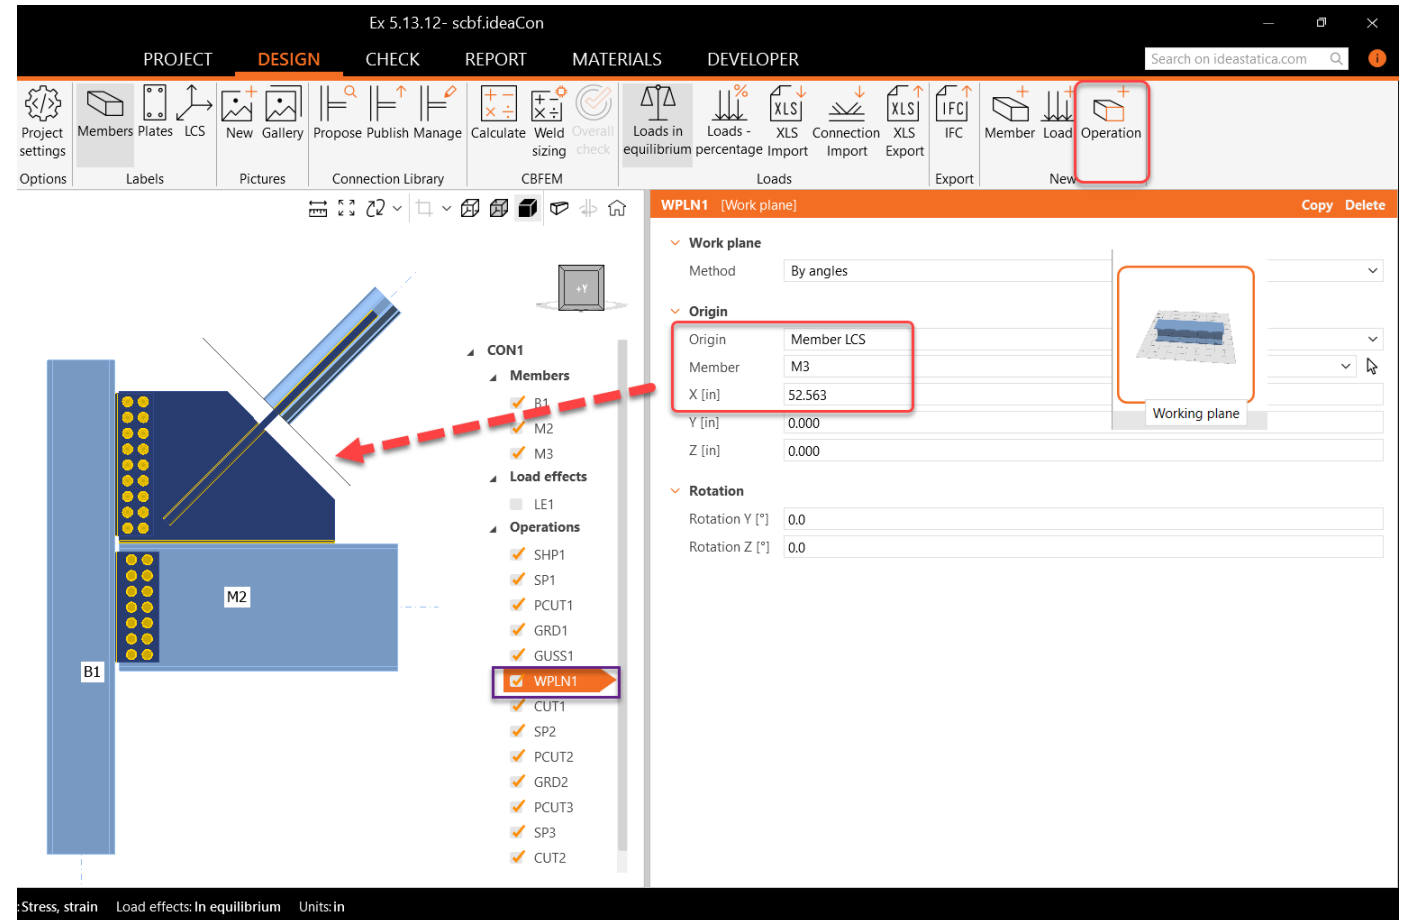 Ex 5.13.12- scbf.ideaCon
PROJECT DESIGN CHECK REPORT MATERIALS DEVELOPER
Search on ideastatica.com
Project settings
Members
Plates
LCS
New
Gallery
Propose
Publish
Manage
Calculate
Weld sizing
Overall check
Loads in equilibrium
Loads - percentage
XLS Import
Connection Import
XLS Export
IFC
Member
Load
Operation
Options
Labels
Pictures
Connection Library
CBFEM
Loads
Export
New
WPLN1 [Work plane]
Copy Delete
Work plane
Method By angles
Origin
Origin Member LCS
Member M3
X [in] 52.563
Y [in] 0.000
Z [in] 0.000
Working plane
Rotation
Rotation Y [°] 0.0
Rotation Z [°] 0.0
+Y
CON1
Members
B1
M2
M3
Load effects
LE1
Operations
SHP1
SP1
PCUT1
GRD1
GUSS1
WPLN1
CUT1
SP2
PCUT2
GRD2
PCUT3
SP3
CUT2
M2
B1
:Stress, strain Load effects: In equilibrium Units: in